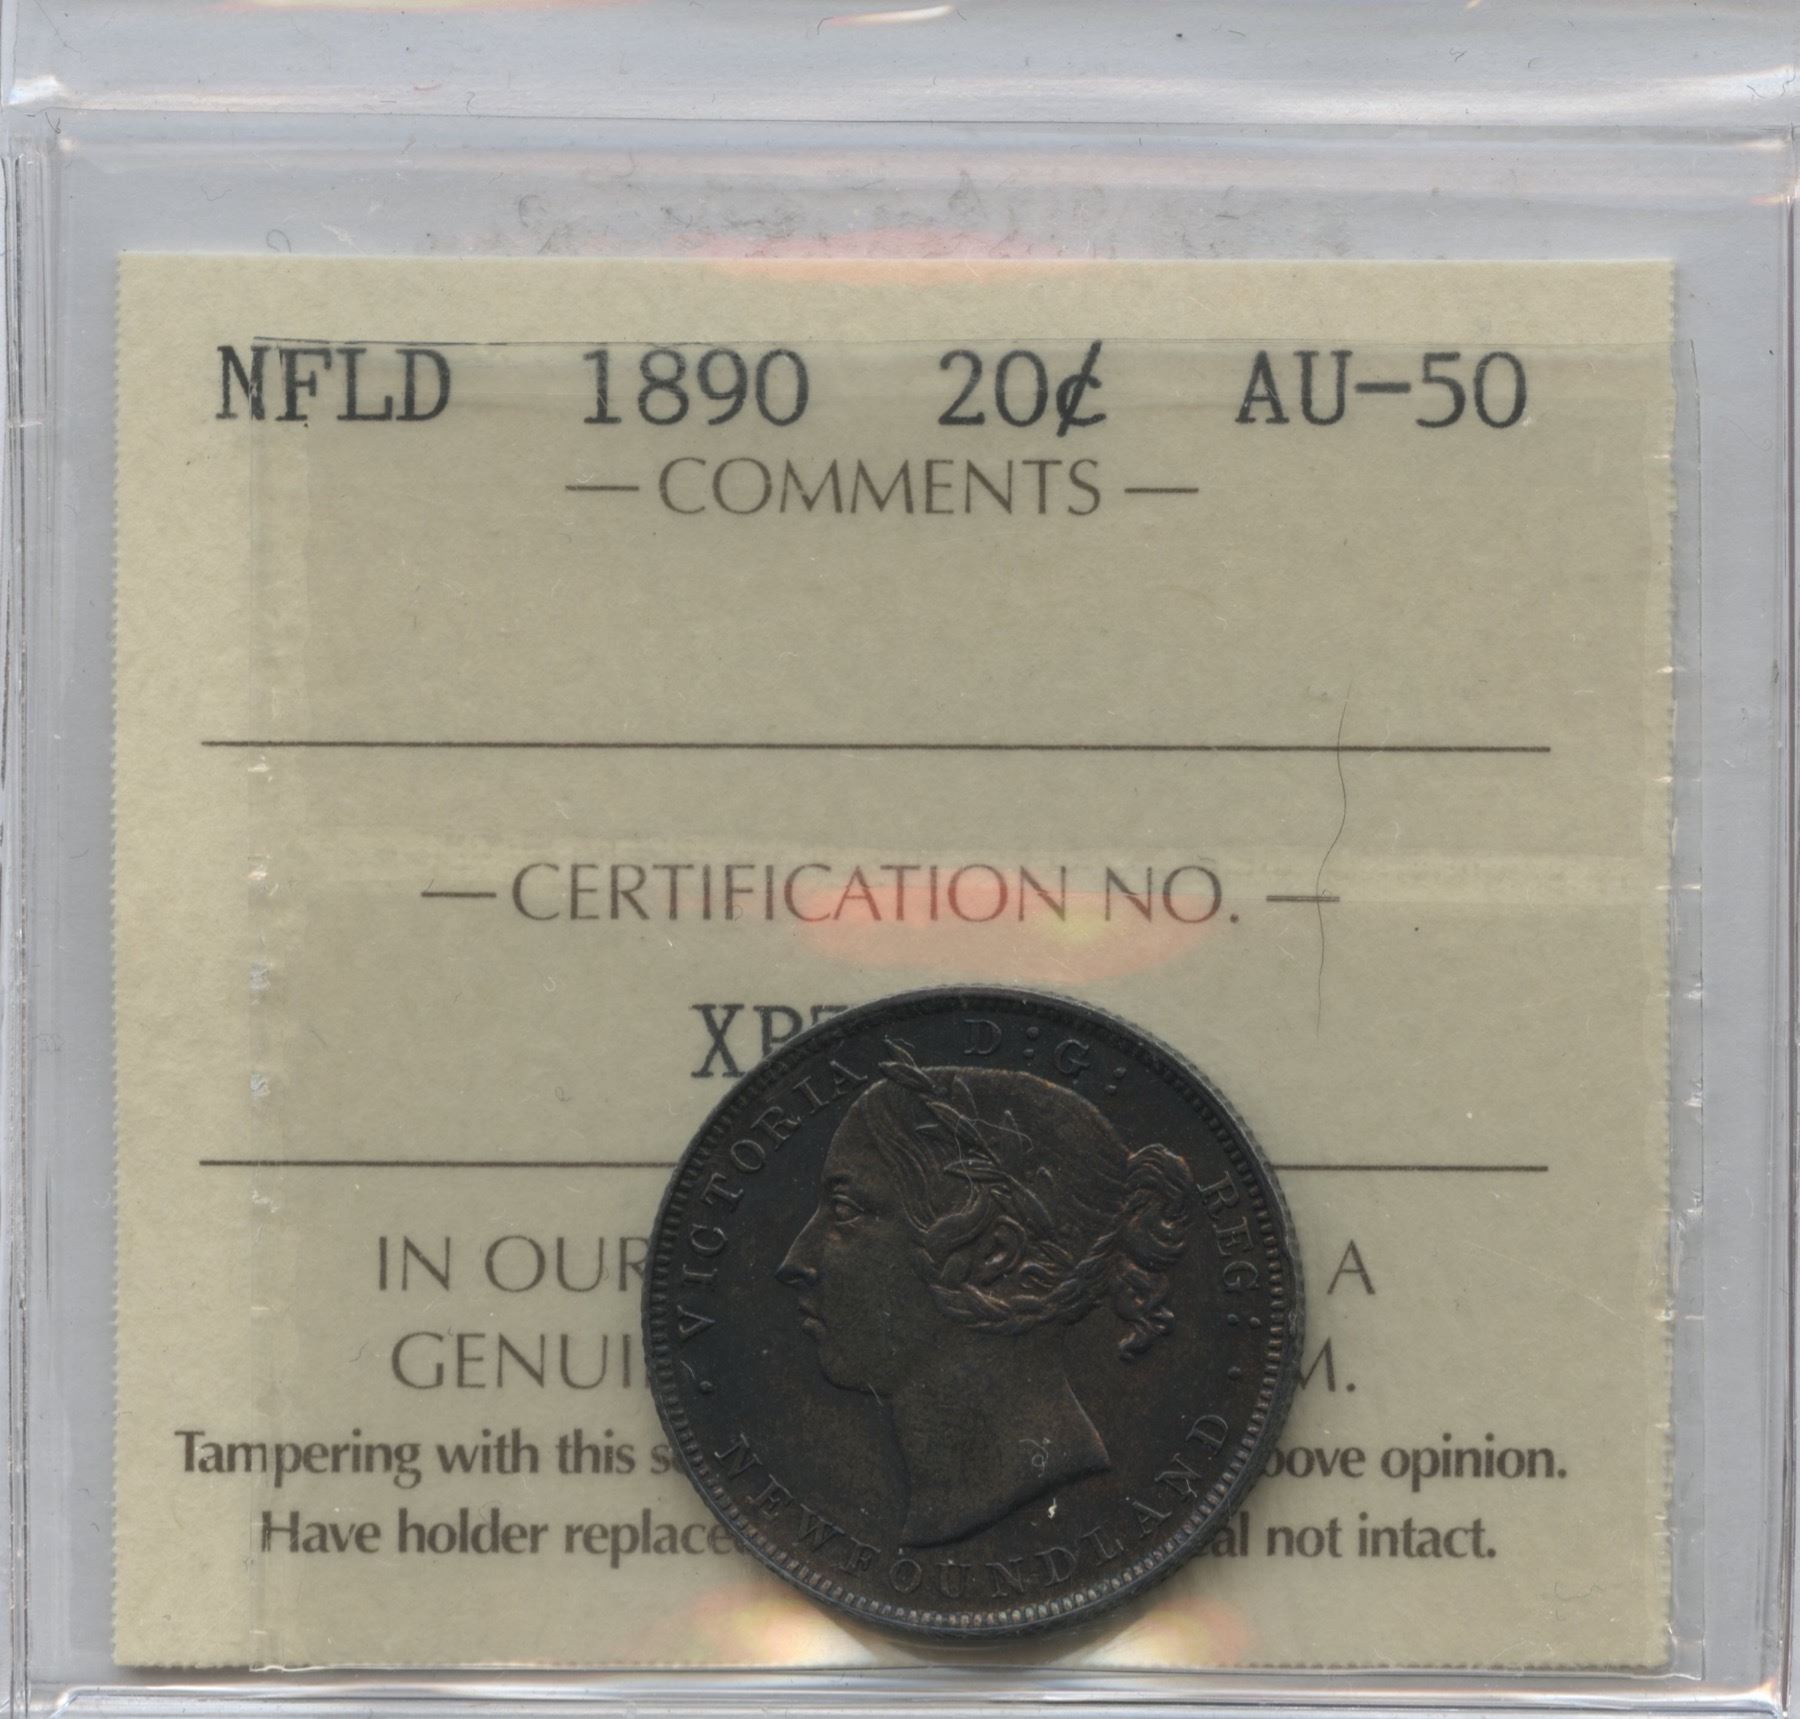 NFLD 1890 20¢ AU-50
— COMMENTS —
— CERTIFICATION NO. —
XP
IN OUR A
GENUI M.
Tampering with this s bove opinion.
Have holder replace al not intact.
VICTORIA D:G: REG:
NEWFOUNDLAND